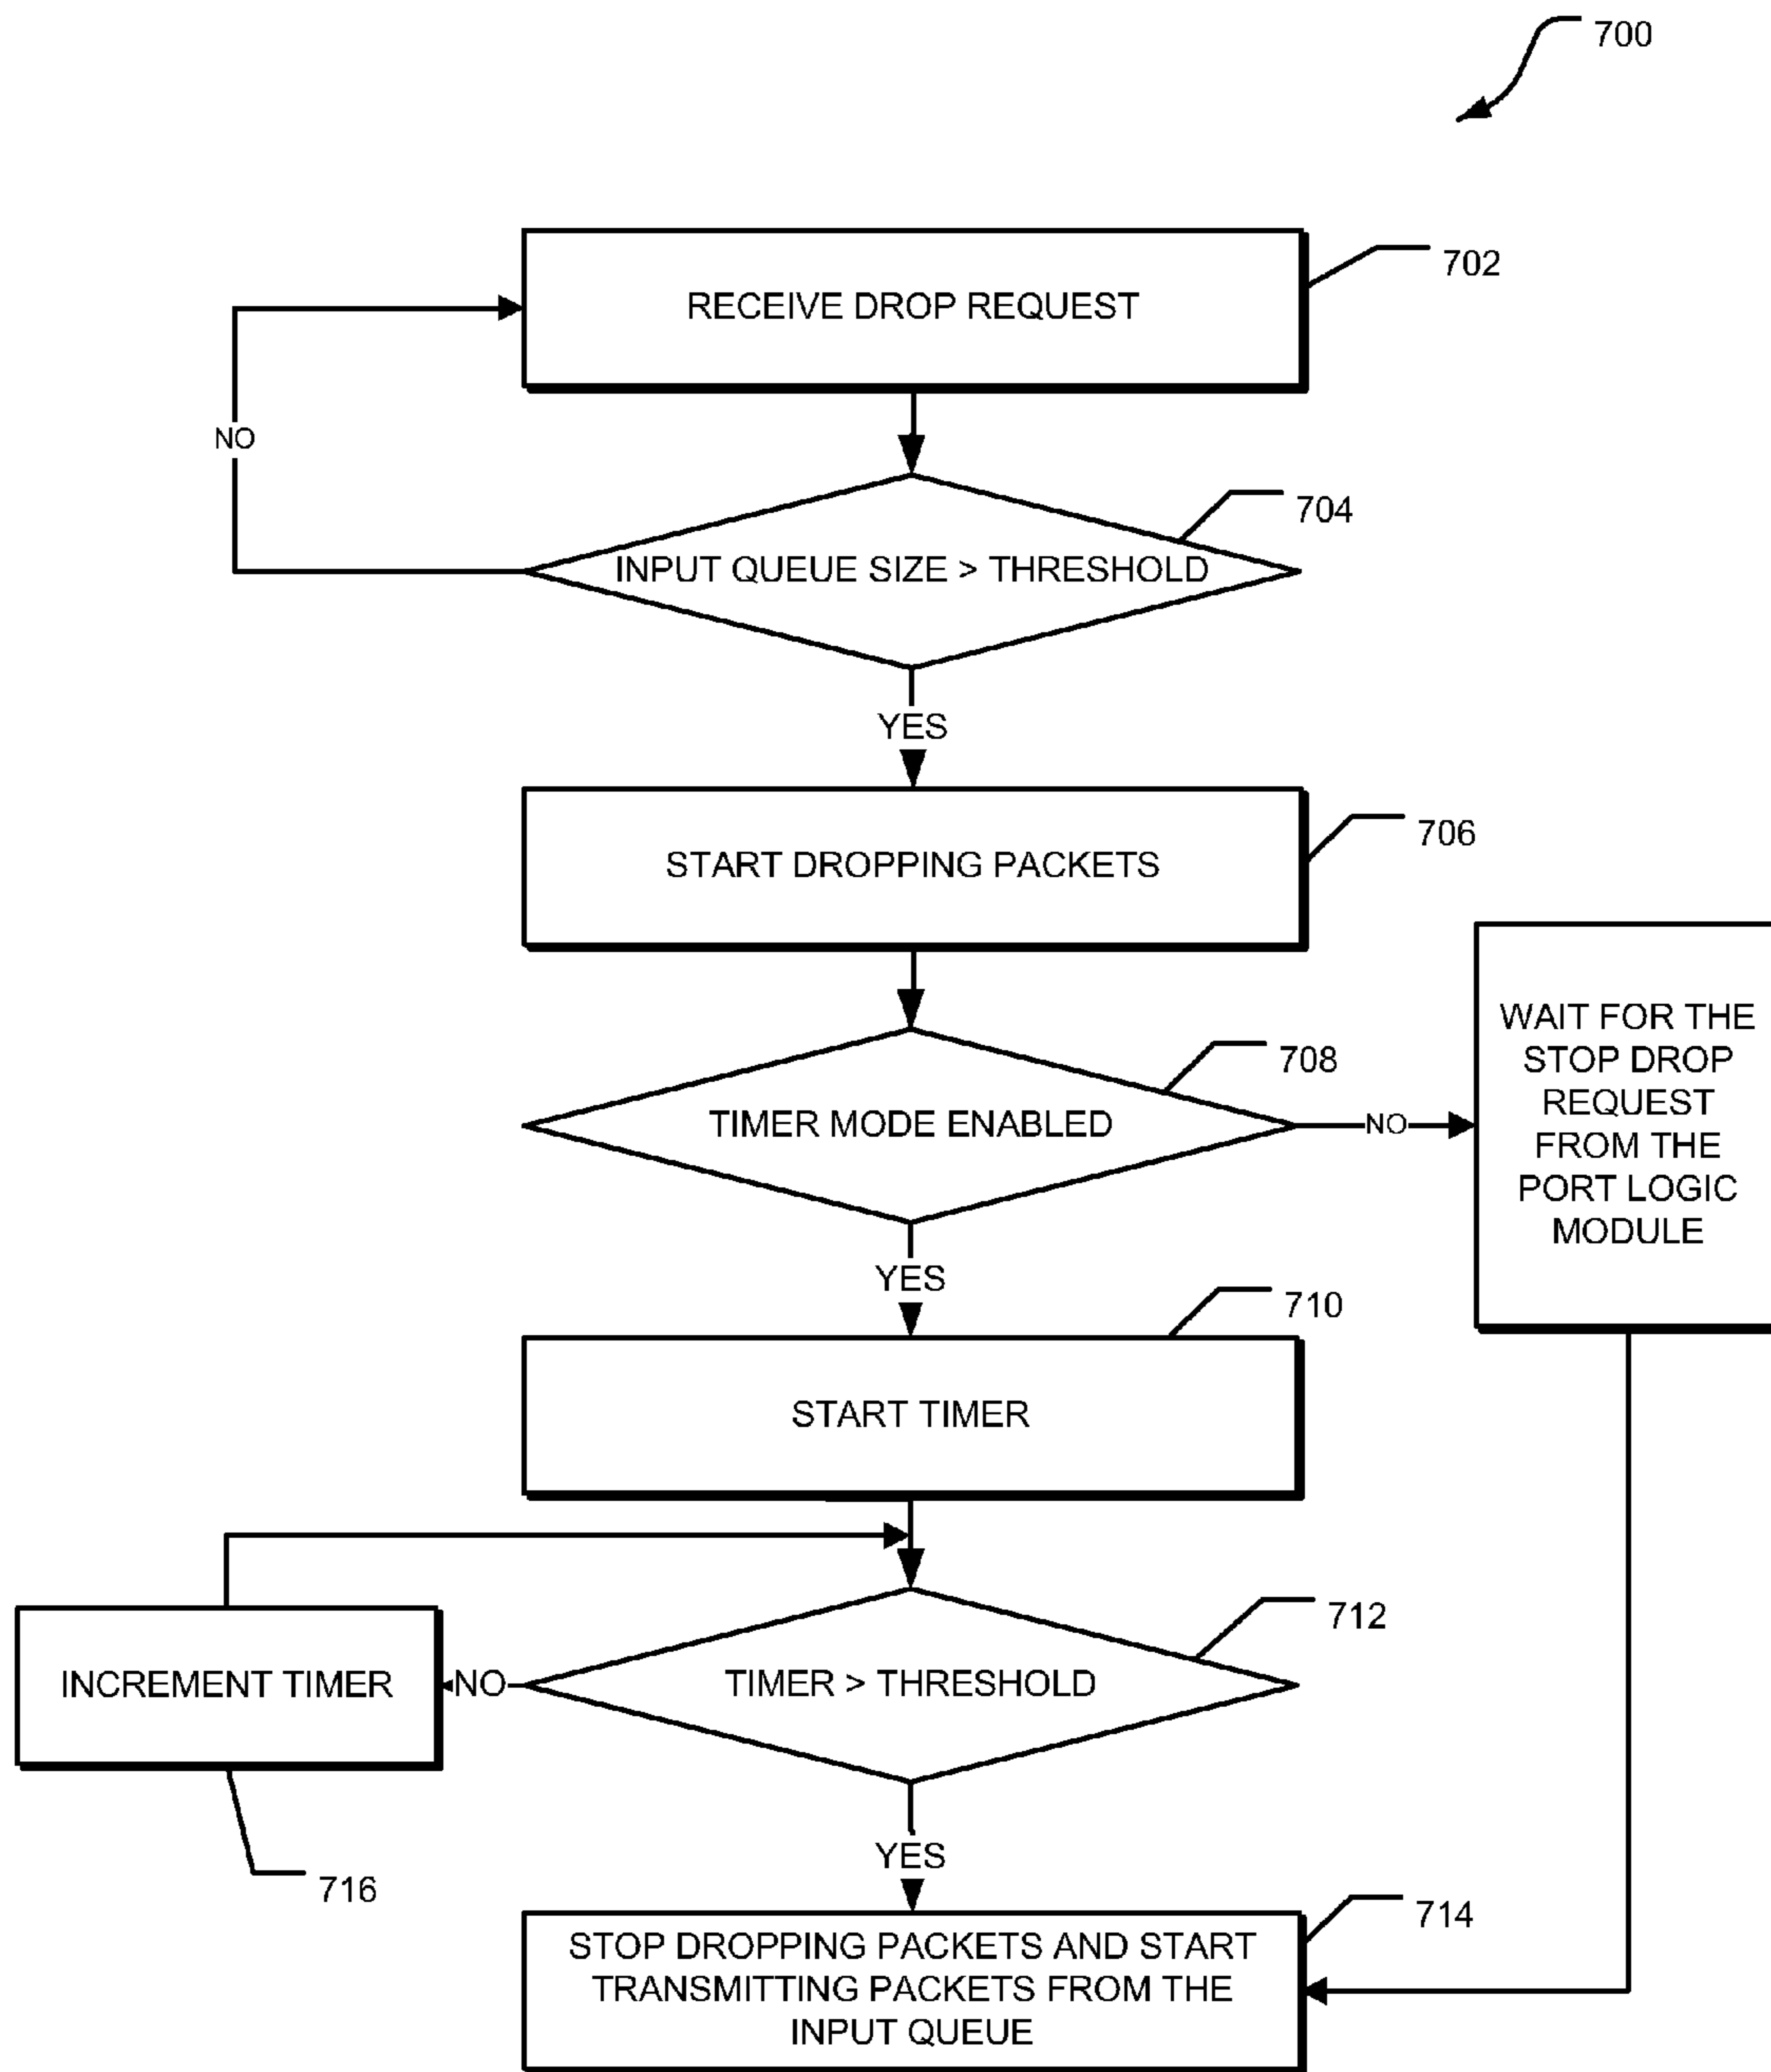 700
RECEIVE DROP REQUEST
702
NO
INPUT QUEUE SIZE > THRESHOLD
704
YES
START DROPPING PACKETS
706
TIMER MODE ENABLED
708
NO
WAIT FOR THE
STOP DROP
REQUEST
FROM THE
PORT LOGIC
MODULE
YES
START TIMER
710
INCREMENT TIMER
NO
TIMER > THRESHOLD
712
716
YES
STOP DROPPING PACKETS AND START
TRANSMITTING PACKETS FROM THE
INPUT QUEUE
714